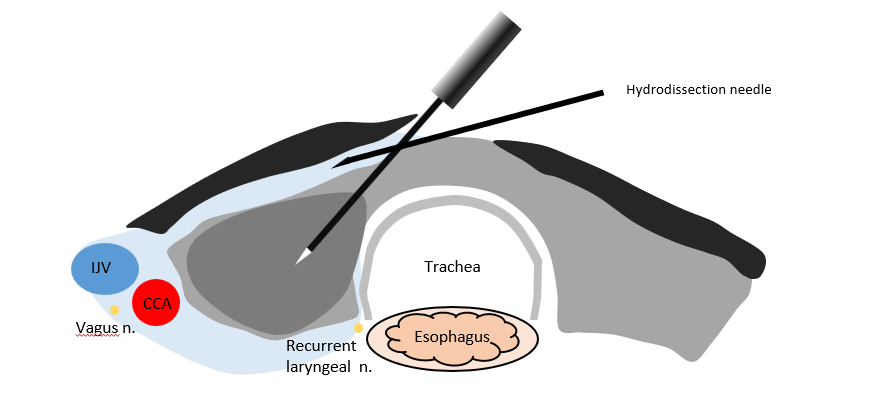 Hydrodissection needle
IJV
Trachea
CCA
Vagus n.
Esophagus
Recurrent
laryngeal  n.